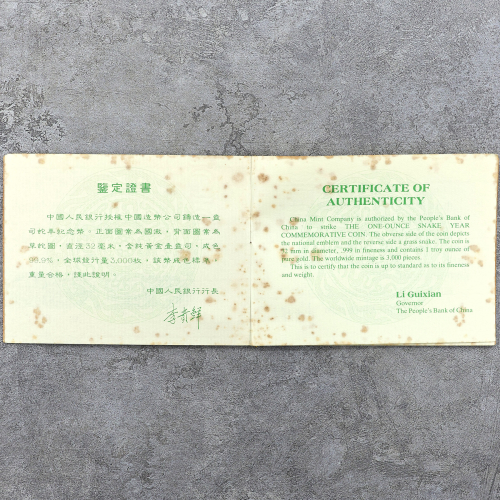 鑒定證書
中國人民銀行授權中國造幣公司鑄造一盎
司蛇年紀念幣。正面圖案為國徽，背面圖案為
草蛇圖，直徑32毫米，含純黃金壹盎司，成色
99.9%，全球發行量3,000枚。該幣成色標準，
重量合格，謹此證明。
中國人民銀行行長
李貴鮮
CERTIFICATE OF
AUTHENTICITY
China Mint Company is authorized by the People's Bank of
China to strike THE ONE-OUNCE SNAKE YEAR
COMMEMORATIVE COIN. The obverse side of the coin depicts
the national emblem and the reverse side a grass snake. The coin is
32 mm in diameter, .999 in fineness and contains 1 troy ounce of
pure gold. The worldwide mintage is 3,000 pieces.
This is to certify that the coin is up to standard as to its fineness
and weight.
Li Guixian
Governor
The People's Bank of China